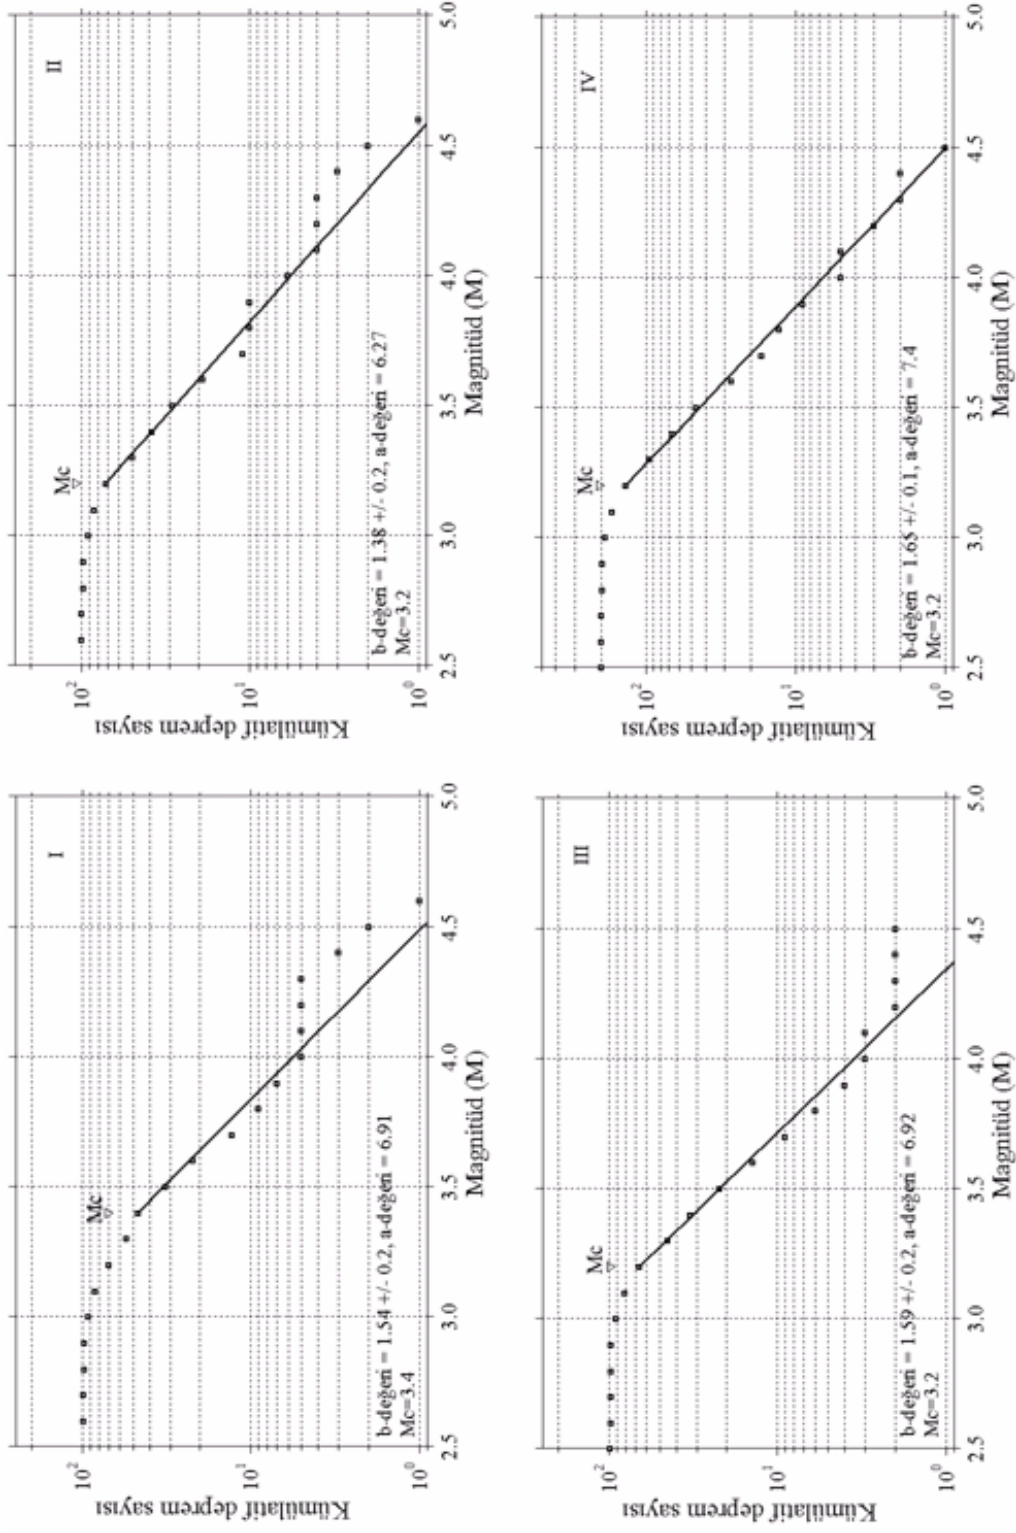 I
Mc
b-değeri = 1.54 +/- 0.2, a-değeri = 6.91
Mc=3.4
10²
10¹
10⁰
2.5 3.0 3.5 4.0 4.5 5.0
Magnitüd (M)
Kümülatif deprem sayısı
II
Mc
b-değeri = 1.38 +/- 0.2, a-değeri = 6.27
Mc=3.2
10²
10¹
10⁰
2.5 3.0 3.5 4.0 4.5 5.0
Magnitüd (M)
Kümülatif deprem sayısı
III
Mc
b-değeri = 1.59 +/- 0.2, a-değeri = 6.92
Mc=3.2
10²
10¹
10⁰
2.5 3.0 3.5 4.0 4.5 5.0
Magnitüd (M)
Kümülatif deprem sayısı
IV
Mc
b-değeri = 1.65 +/- 0.1, a-değeri = 7.4
Mc=3.2
10²
10¹
10⁰
2.5 3.0 3.5 4.0 4.5 5.0
Magnitüd (M)
Kümülatif deprem sayısı